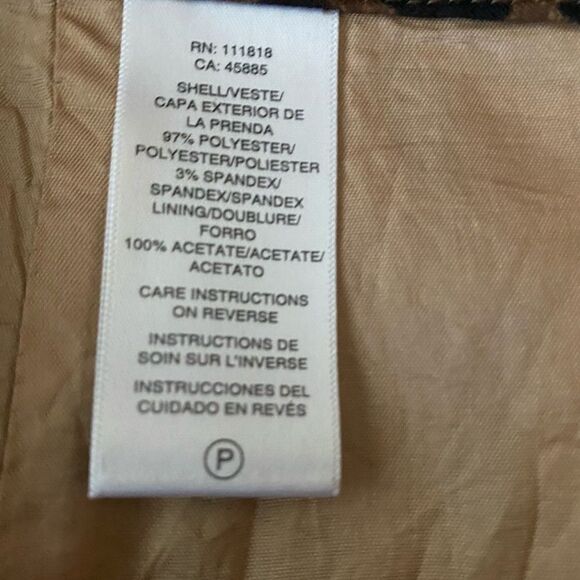 RN: 111818
CA: 45885
SHELL/VESTE/
CAPA EXTERIOR DE
LA PRENDA
97% POLYESTER/
POLYESTER/POLIESTER
3% SPANDEX/
SPANDEX/SPANDEX
LINING/DOUBLURE/
FORRO
100% ACETATE/ACETATE/
ACETATO
CARE INSTRUCTIONS
ON REVERSE
INSTRUCTIONS DE
SOIN SUR L'INVERSE
INSTRUCCIONES DEL
CUIDADO EN REVÉS
P